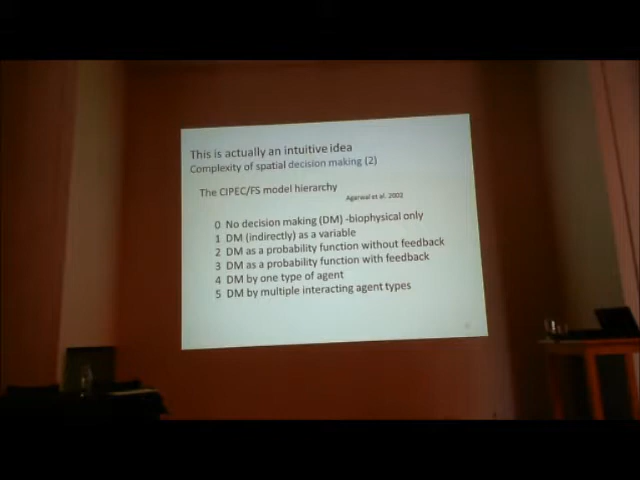 This is actually an intuitive idea
Complexity of spatial decision making (2)
The CIPEC/FS model hierarchy
Agarwal et al. 2002
0 No decision making (DM) -biophysical only
1 DM (indirectly) as a variable
2 DM as a probability function without feedback
3 DM as a probability function with feedback
4 DM by one type of agent
5 DM by multiple interacting agent types